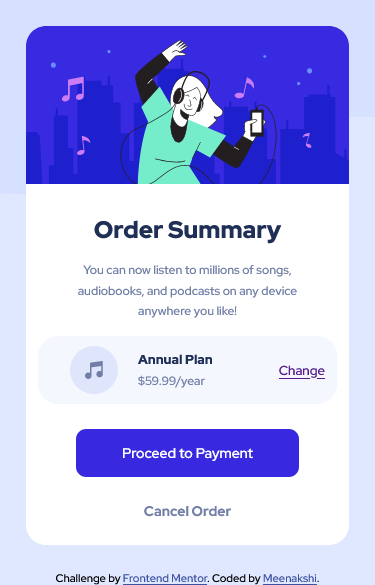 Order Summary
You can now listen to millions of songs,
audiobooks, and podcasts on any device
anywhere you like!
Annual Plan
$59.99/year
Change
Proceed to Payment
Cancel Order
Challenge by Frontend Mentor. Coded by Meenakshi.